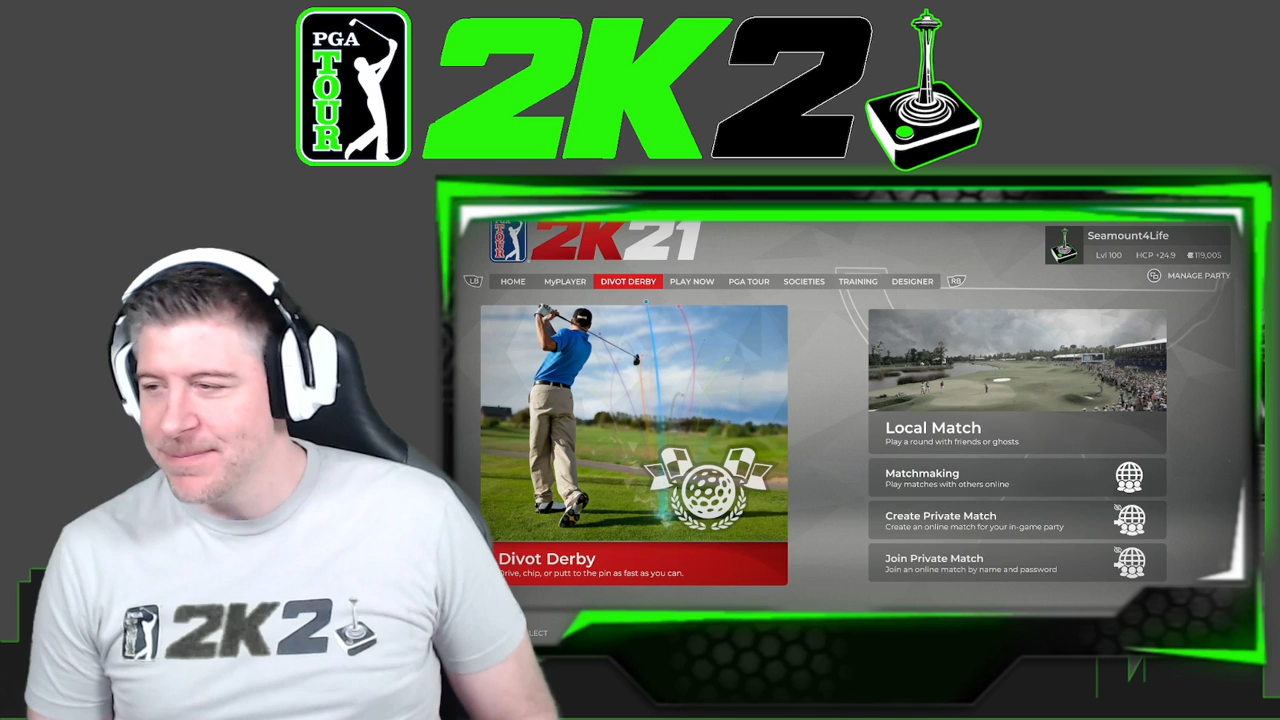 PGA
TOUR
2K2
2K21
Seamount4Life
Lvl 100 HCP +24.9 119,005
MANAGE PARTY
LB HOME MyPLAYER DIVOT DERBY PLAY NOW PGA TOUR SOCIETIES TRAINING DESIGNER RB
Local Match
Play a round with friends or ghosts
Matchmaking
Play matches with others online
Create Private Match
Create an online match for your in-game party
Join Private Match
Join an online match by name and password
Divot Derby
Drive, chip, or putt to the pin as fast as you can.
2K2